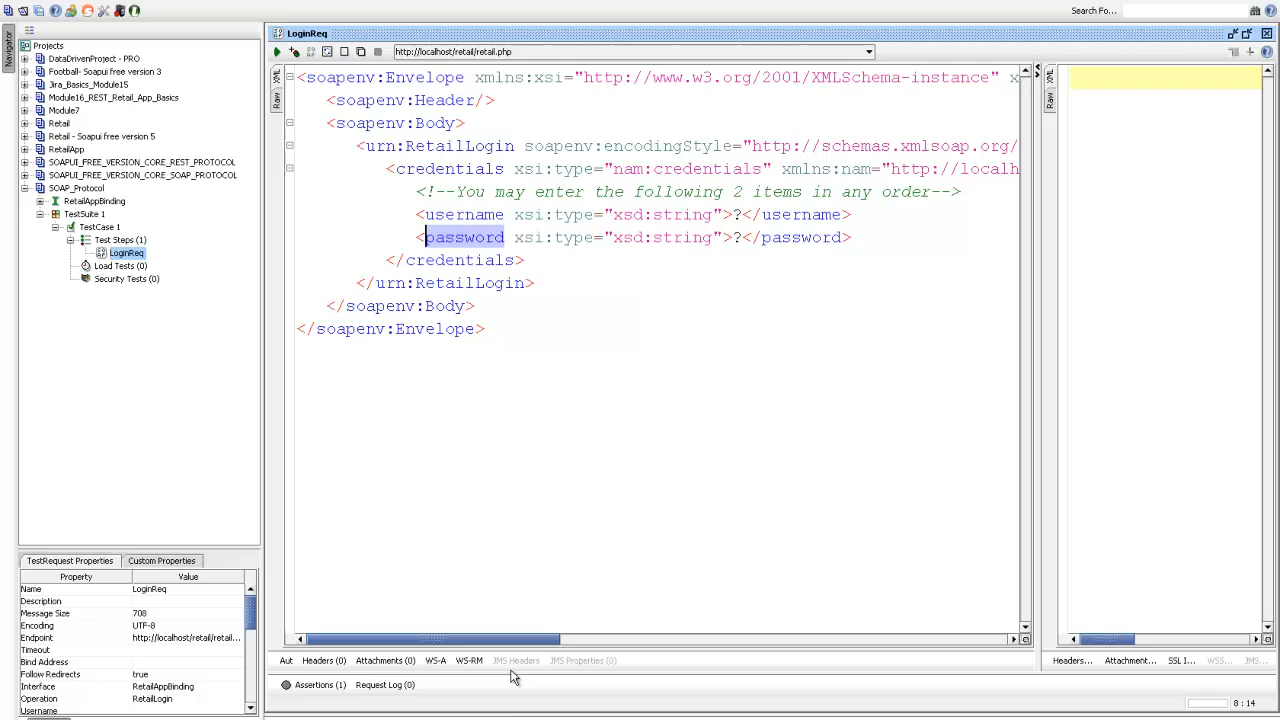 Search Fo...
Navigator
Projects
DataDrivenProject - PRO
Football- Soapui free version 3
Jira_Basics_Module15
Module16_REST_Retail_App_Basics
Module7
Retail
Retail - Soapui free version 5
RetailApp
SOAPUI_FREE_VERSION_CORE_REST_PROTOCOL
SOAPUI_FREE_VERSION_CORE_SOAP_PROTOCOL
SOAP_Protocol
RetailAppBinding
TestSuite 1
TestCase 1
Test Steps (1)
LoginReq
Load Tests (0)
Security Tests (0)
TestRequest Properties Custom Properties
Property Value
Name LoginReq
Description
Message Size 708
Encoding UTF-8
Endpoint http://localhost/retail/retail...
Timeout
Bind Address
Follow Redirects true
Interface RetailAppBinding
Operation RetailLogin
Username
LoginReq
http://localhost/retail/retail.php
XML
Raw
<soapenv:Envelope xmlns:xsi="http://www.w3.org/2001/XMLSchema-instance" x
<soapenv:Header/>
<soapenv:Body>
<urn:RetailLogin soapenv:encodingStyle="http://schemas.xmlsoap.org/
<credentials xsi:type="nam:credentials" xmlns:nam="http://localh
<!--You may enter the following 2 items in any order-->
<username xsi:type="xsd:string">?</username>
<password xsi:type="xsd:string">?</password>
</credentials>
</urn:RetailLogin>
</soapenv:Body>
</soapenv:Envelope>
XML
Raw
Aut Headers (0) Attachments (0) WS-A WS-RM JMS Headers JMS Properties (0)
Headers... Attachment... SSL I... WSS... JMS...
Assertions (1) Request Log (0)
8 : 14